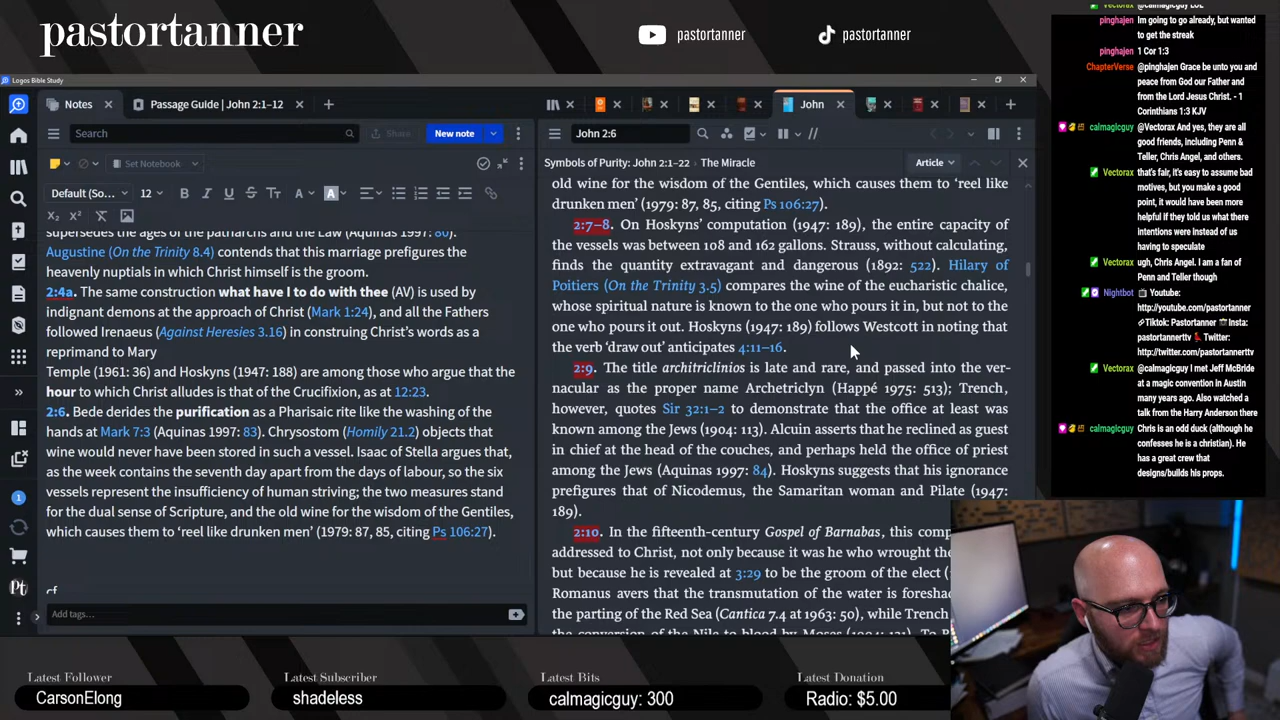 pastortanner
pastortanner
pastortanner
Logos Bible Study
Notes
Passage Guide | John 2:1–12
John
Search
Share
New note
John 2:6
Set Notebook
Symbols of Purity: John 2:1–22 › The Miracle
Article
Default (So...
12
supersedes the ages of the patriarchs and the Law (Aquinas 1997: 80).
Augustine (On the Trinity 8.4) contends that this marriage prefigures the
heavenly nuptials in which Christ himself is the groom.
2:4a. The same construction what have I to do with thee (AV) is used by
indignant demons at the approach of Christ (Mark 1:24), and all the Fathers
followed Irenaeus (Against Heresies 3.16) in construing Christ's words as a
reprimand to Mary
Temple (1961: 36) and Hoskyns (1947: 188) are among those who argue that the
hour to which Christ alludes is that of the Crucifixion, as at 12:23.
2:6. Bede derides the purification as a Pharisaic rite like the washing of the
hands at Mark 7:3 (Aquinas 1997: 83). Chrysostom (Homily 21.2) objects that
wine would never have been stored in such a vessel. Isaac of Stella argues that,
as the week contains the seventh day apart from the days of labour, so the six
vessels represent the insufficiency of human striving; the two measures stand
for the dual sense of Scripture, and the old wine for the wisdom of the Gentiles,
which causes them to 'reel like drunken men' (1979: 87, 85, citing Ps 106:27).
cf
Add tags...
old wine for the wisdom of the Gentiles, which causes them to 'reel like
drunken men' (1979: 87, 85, citing Ps 106:27).
2:7–8. On Hoskyns' computation (1947: 189), the entire capacity of
the vessels was between 108 and 162 gallons. Strauss, without calculating,
finds the quantity extravagant and dangerous (1892: 522). Hilary of
Poitiers (On the Trinity 3.5) compares the wine of the eucharistic chalice,
whose spiritual nature is known to the one who pours it in, but not to the
one who pours it out. Hoskyns (1947: 189) follows Westcott in noting that
the verb 'draw out' anticipates 4:11–16.
2:9. The title architriclinios is late and rare, and passed into the ver-
nacular as the proper name Archetriclyn (Happé 1975: 513); Trench,
however, quotes Sir 32:1–2 to demonstrate that the office at least was
known among the Jews (1904: 113). Alcuin asserts that he reclined as guest
in chief at the head of the couches, and perhaps held the office of priest
among the Jews (Aquinas 1997: 84). Hoskyns suggests that his ignorance
prefigures that of Nicodemus, the Samaritan woman and Pilate (1947:
189).
2:10. In the fifteenth-century Gospel of Barnabas, this comp
addressed to Christ, not only because it was he who wrought the
but because he is revealed at 3:29 to be the groom of the elect (
Romanus avers that the transmutation of the water is foresha
the parting of the Red Sea (Cantica 7.4 at 1963: 50), while Trench
the conversion of the Nile to blood by Moses
Vectorax @calmagicguy LOL
pinghajen Im going to go already, but wanted
to get the streak
pinghajen 1 Cor 1:3
ChapterVerse @pinghajen Grace be unto you and
peace from God our Father and
from the Lord Jesus Christ. - 1
Corinthians 1:3 KJV
calmagicguy @Vectorax And yes, they are all
good friends, including Penn &
Teller, Chris Angel, and others.
Vectorax that's fair, it's easy to assume bad
motives, but you make a good
point, it would have been more
helpful if they told us what there
intentions were instead of us
having to speculate
Vectorax ugh, Chris Angel. I am a fan of
Penn and Teller though
Nightbot Youtube:
youtube.com/pastortanner
Tiktok: Pastortanner Insta:
pastortannerttv Twitter:
http://twitter.com/pastortannerttv
Vectorax @calmagicguy I met Jeff McBride
at a magic convention in Austin
many years ago. Also watched a
talk from the Harry Anderson there
calmagicguy Chris is an odd duck (although he
confesses he is a christian). He
has a great crew that
designs/builds his props.
Latest Follower
CarsonElong
Latest Subscriber
shadeless
Latest Bits
calmagicguy: 300
Latest Donation
Radio: $5.00